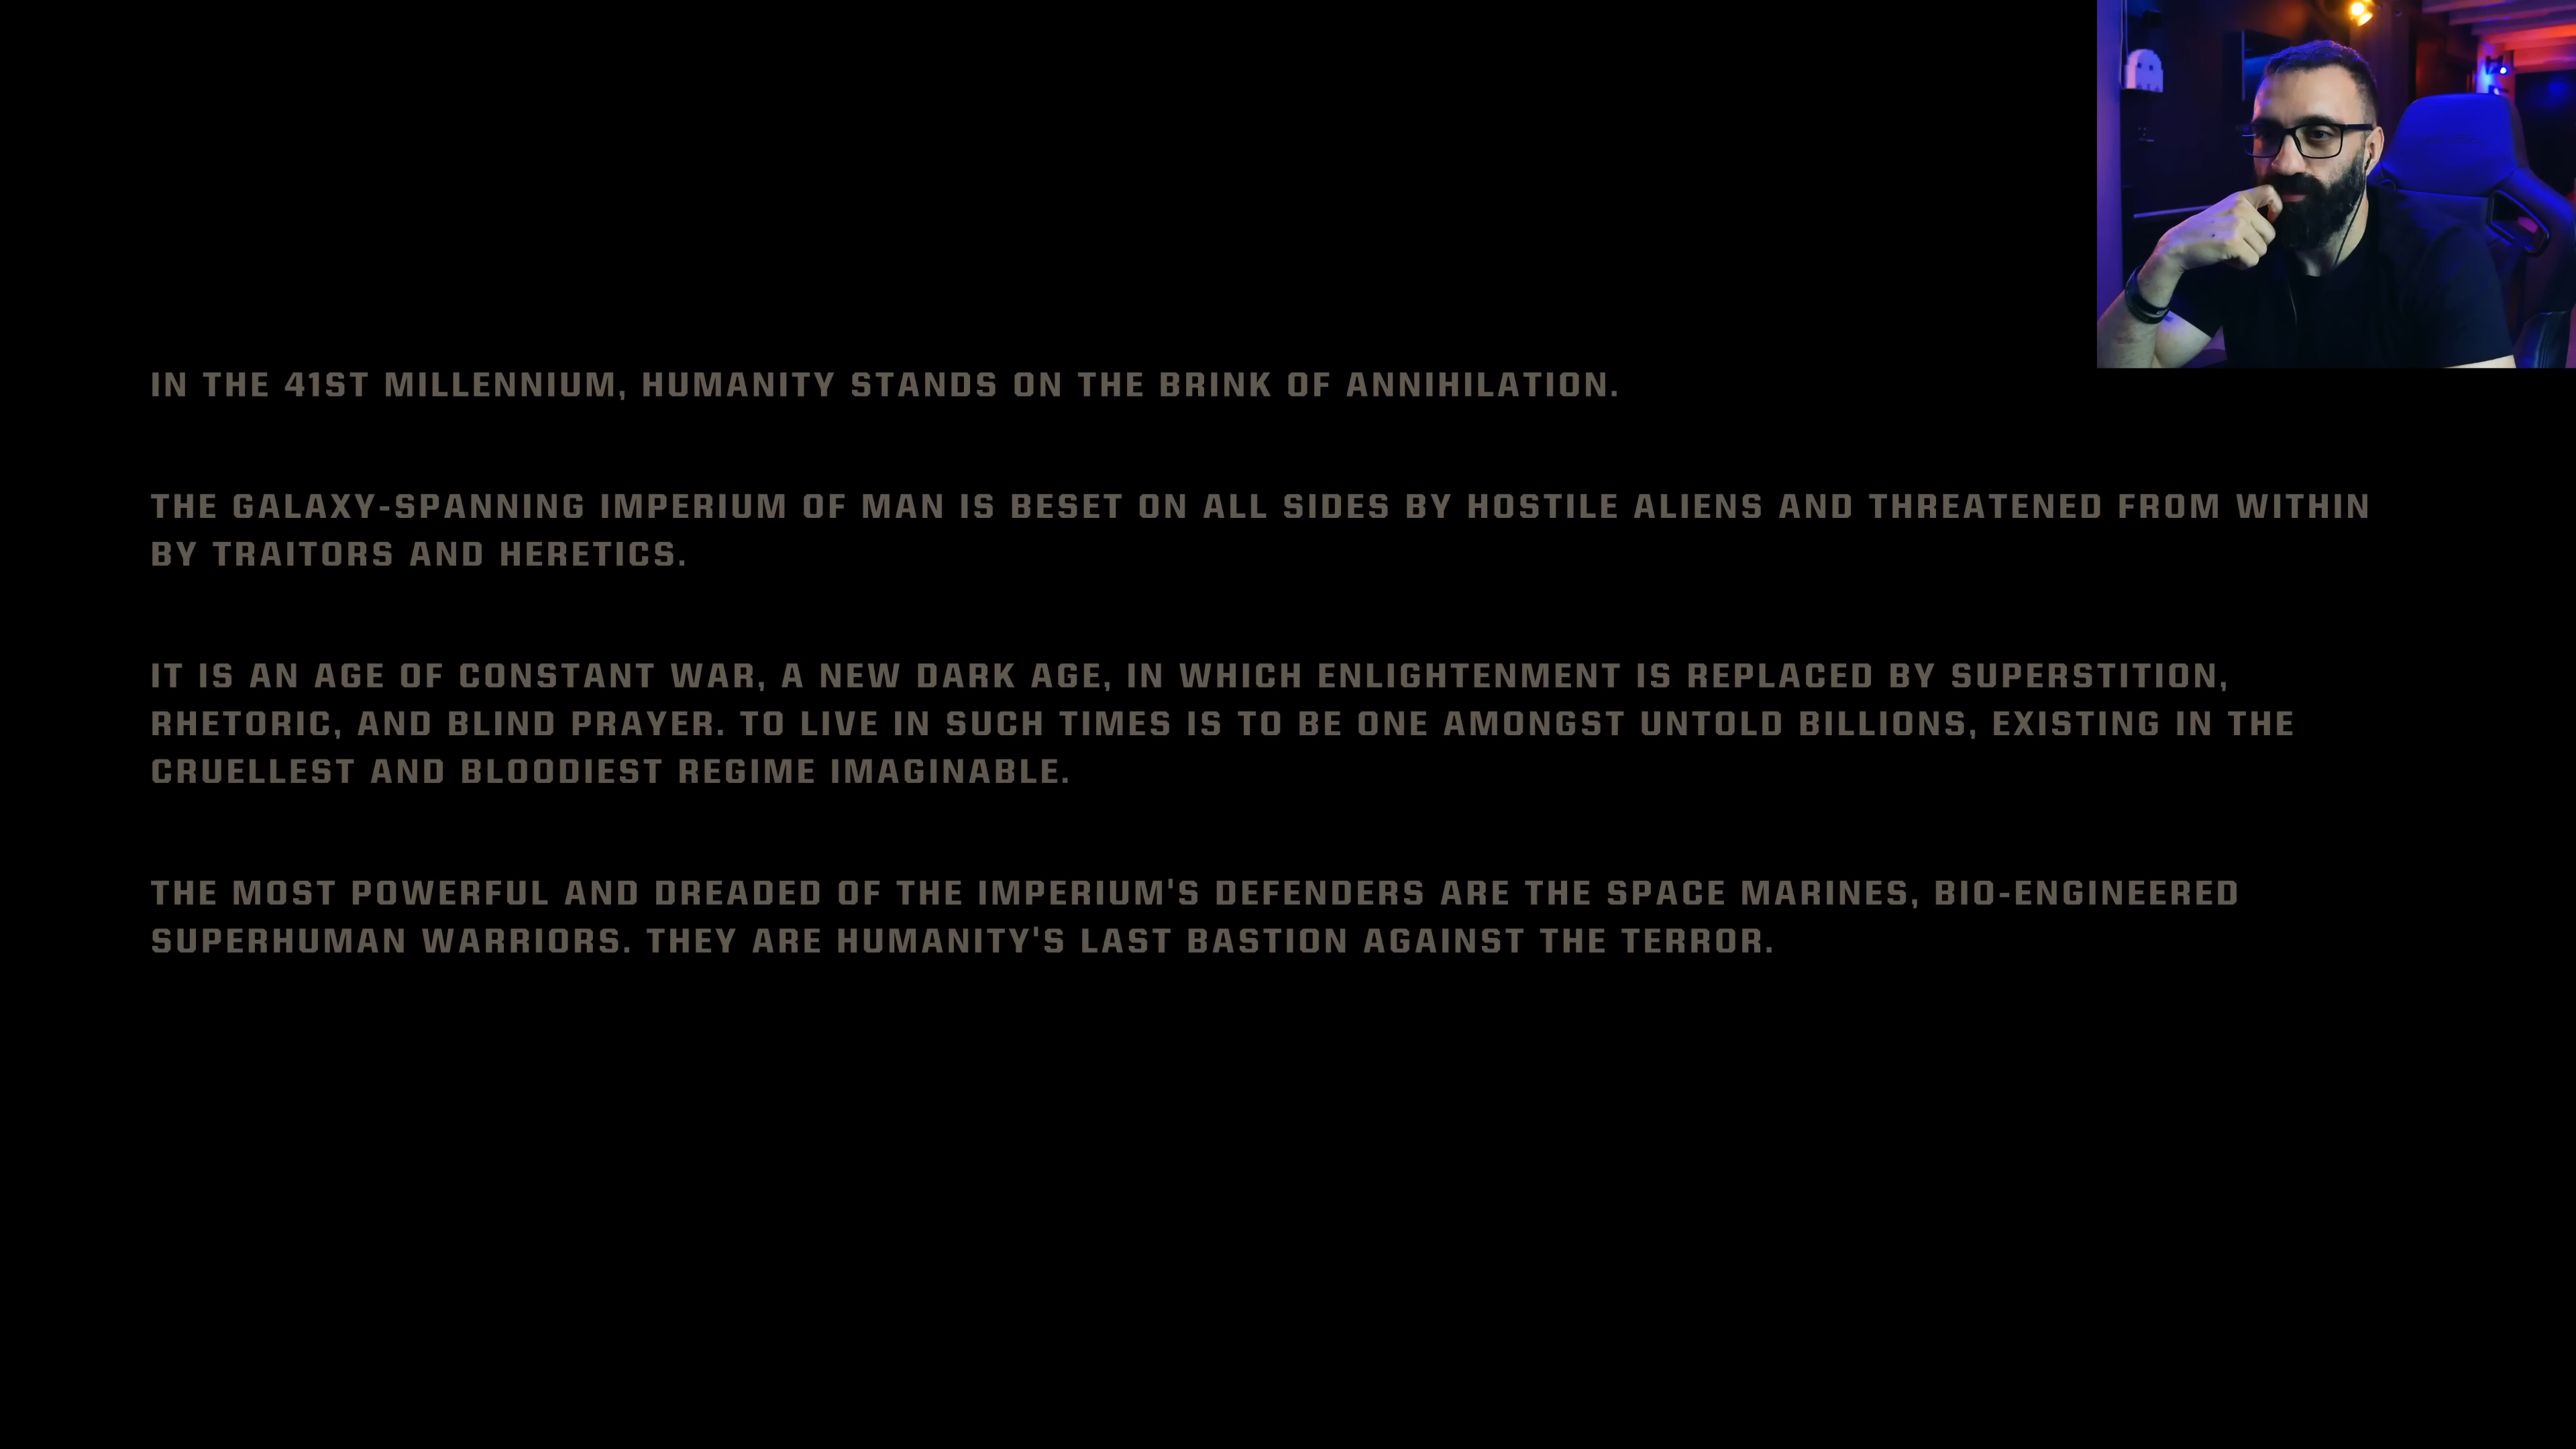 IN THE 41ST MILLENNIUM, HUMANITY STANDS ON THE BRINK OF ANNIHILATION.
THE GALAXY-SPANNING IMPERIUM OF MAN IS BESET ON ALL SIDES BY HOSTILE ALIENS AND THREATENED FROM WITHIN
BY TRAITORS AND HERETICS.
IT IS AN AGE OF CONSTANT WAR, A NEW DARK AGE, IN WHICH ENLIGHTENMENT IS REPLACED BY SUPERSTITION,
RHETORIC, AND BLIND PRAYER. TO LIVE IN SUCH TIMES IS TO BE ONE AMONGST UNTOLD BILLIONS, EXISTING IN THE
CRUELLEST AND BLOODIEST REGIME IMAGINABLE.
THE MOST POWERFUL AND DREADED OF THE IMPERIUM'S DEFENDERS ARE THE SPACE MARINES, BIO-ENGINEERED
SUPERHUMAN WARRIORS. THEY ARE HUMANITY'S LAST BASTION AGAINST THE TERROR.